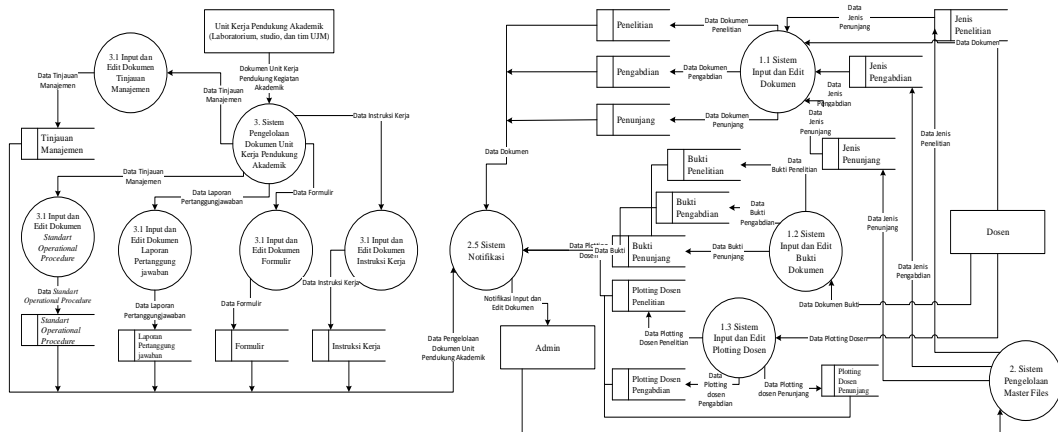 Unit Kerja Pendukung Akademik
(Laboratorium, studio, dan tim UJM)
Dokumen Unit Kerja
Pendukung Kegiatan
Akademik
3.1 Input dan
Edit Dokumen
Tinjauan
Manajemen
Data Tinjauan
Manajemen
Data Tinjauan
Manajemen
Data Instruksi Kerja
3. Sistem
Pengelolaan
Dokumen Unit
Kerja Pendukung
Akademik
Tinjauan
Manajemen
Data Tinjauan
Manajemen
Data Laporan
Pertanggungjawaban
Data Formulir
3.1 Input dan
Edit Dokumen
Standart
Operational
Procedure
3.1 Input dan
Edit Dokumen
Laporan
Pertanggung
jawaban
3.1 Input dan
Edit Dokumen
Formulir
3.1 Input dan
Edit Dokumen
Instruksi Kerja
Data Standart
Operational Procedure
Data Laporan
Pertanggungjawaban
Data Formulir
Data Instruksi Kerja
Standart
Operational
Procedure
Laporan
Pertanggung
jawaban
Formulir
Instruksi Kerja
Data Pengelolaan
Dokumen Unit
Pendukung Akademik
Data Dokumen
2.5 Sistem
Notifikasi
Notifikasi Input dan
Edit Dokumen
Admin
Penelitian
Data Dokumen
Penelitian
Pengabdian
Data Dokumen
Pengabdian
Penunjang
Data Dokumen
Penunjang
1.1 Sistem
Input dan Edit
Dokumen
Data
Jenis
Penunjang
Jenis
Penelitian
Data Dokumen
Jenis
Pengabdian
Data Jenis
Pengabdian
Data Jenis
Penunjang
Data Jenis
Penelitian
Jenis
Penunjang
Bukti
Penelitian
Data
Bukti Penelitian
Bukti
Pengabdian
Data
Bukti
Pengabdian
Bukti
Penunjang
Data Bukti
Penunjang
Data Plotting
Dosen
Data Bukti
1.2 Sistem
Input dan Edit
Bukti
Dokumen
Data Jenis
Penunjang
Dosen
Data Jenis
Pengabdian
Data Dokumen Bukti
Plotting Dosen
Penelitian
Data Plotting
Dosen Penelitian
1.3 Sistem
Input dan Edit
Plotting Dosen
Data Plotting Dosen
Plotting Dosen
Pengabdian
Data
Plotting
dosen
Pengabdian
Data Plotting
dosen Penunjang
Plotting
Dosen
Penunjang
2. Sistem
Pengelolaan
Master Files